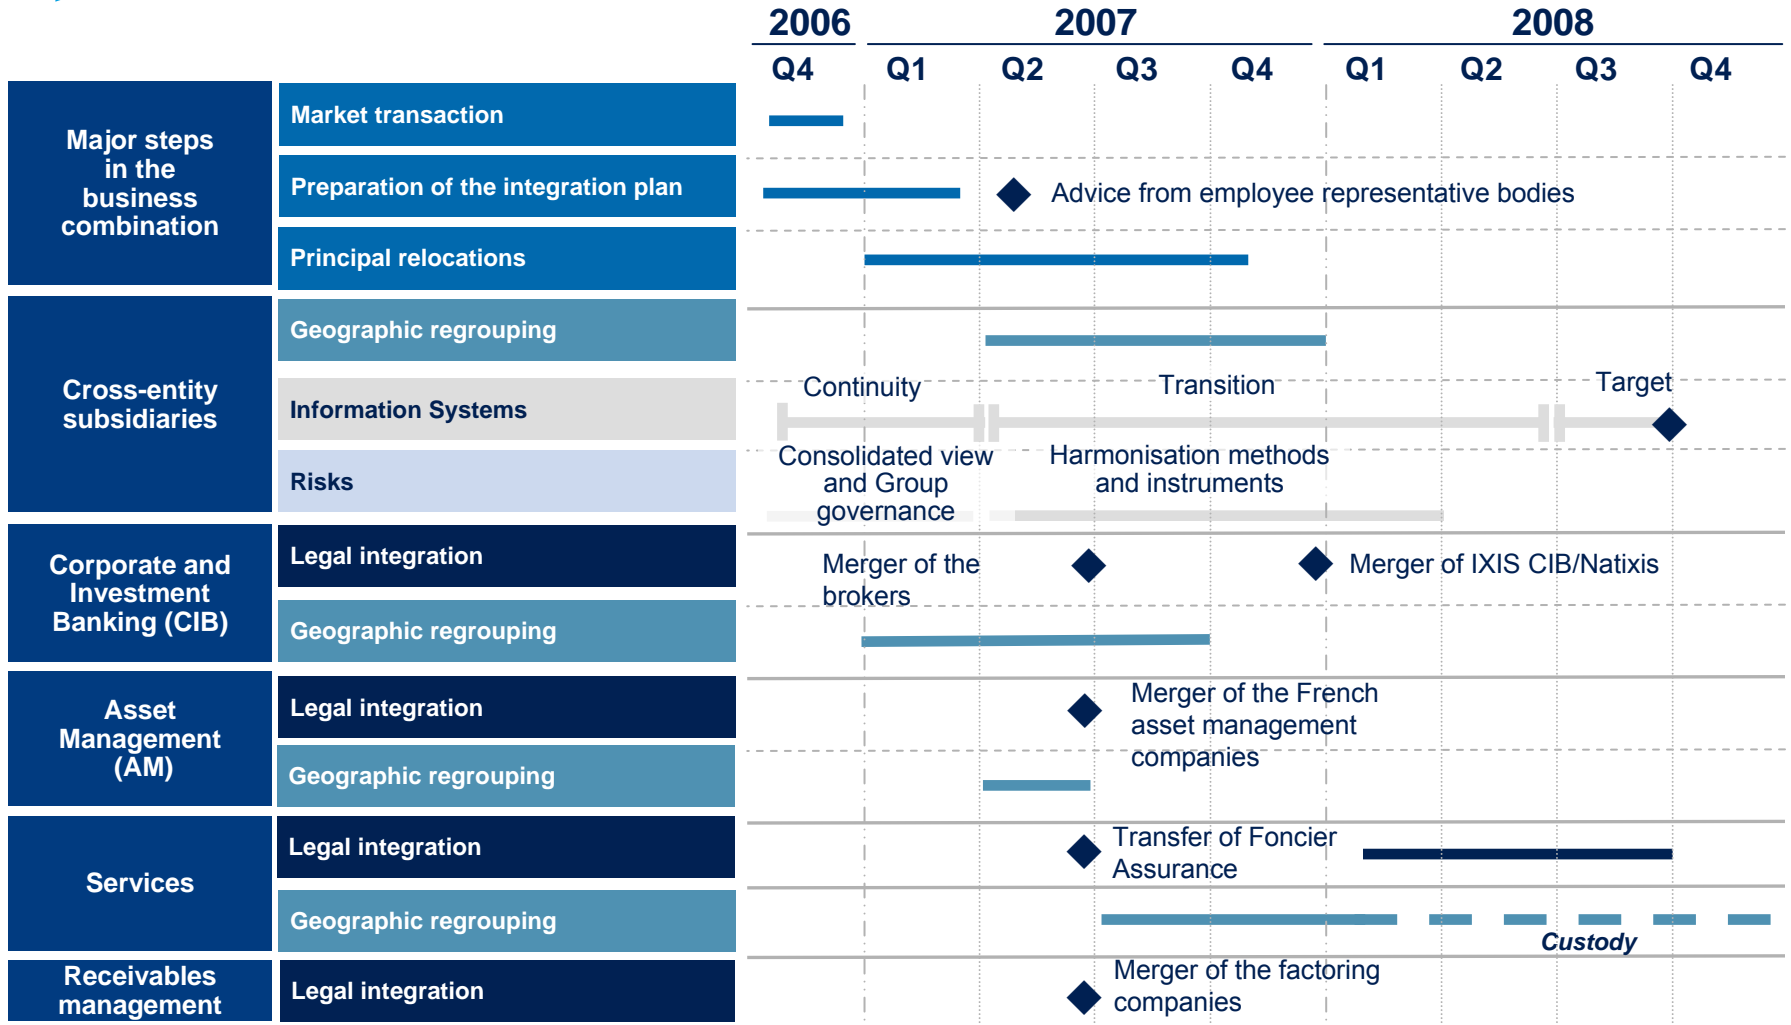 2006 2007 2008
Q4 Q1 Q2 Q3 Q4 Q1 Q2 Q3 Q4
Major steps
in the
business
combination
Market transaction
Preparation of the integration plan
Advice from employee representative bodies
Principal relocations
Cross-entity
subsidiaries
Geographic regrouping
Information Systems
Continuity
Transition
Target
Risks
Consolidated view
and Group
governance
Harmonisation methods
and instruments
Corporate and
Investment
Banking (CIB)
Legal integration
Merger of the
brokers
Merger of IXIS CIB/Natixis
Geographic regrouping
Asset
Management
(AM)
Legal integration
Merger of the French
asset management
companies
Geographic regrouping
Services
Legal integration
Transfer of Foncier
Assurance
Geographic regrouping
Custody
Receivables
management
Legal integration
Merger of the factoring
companies